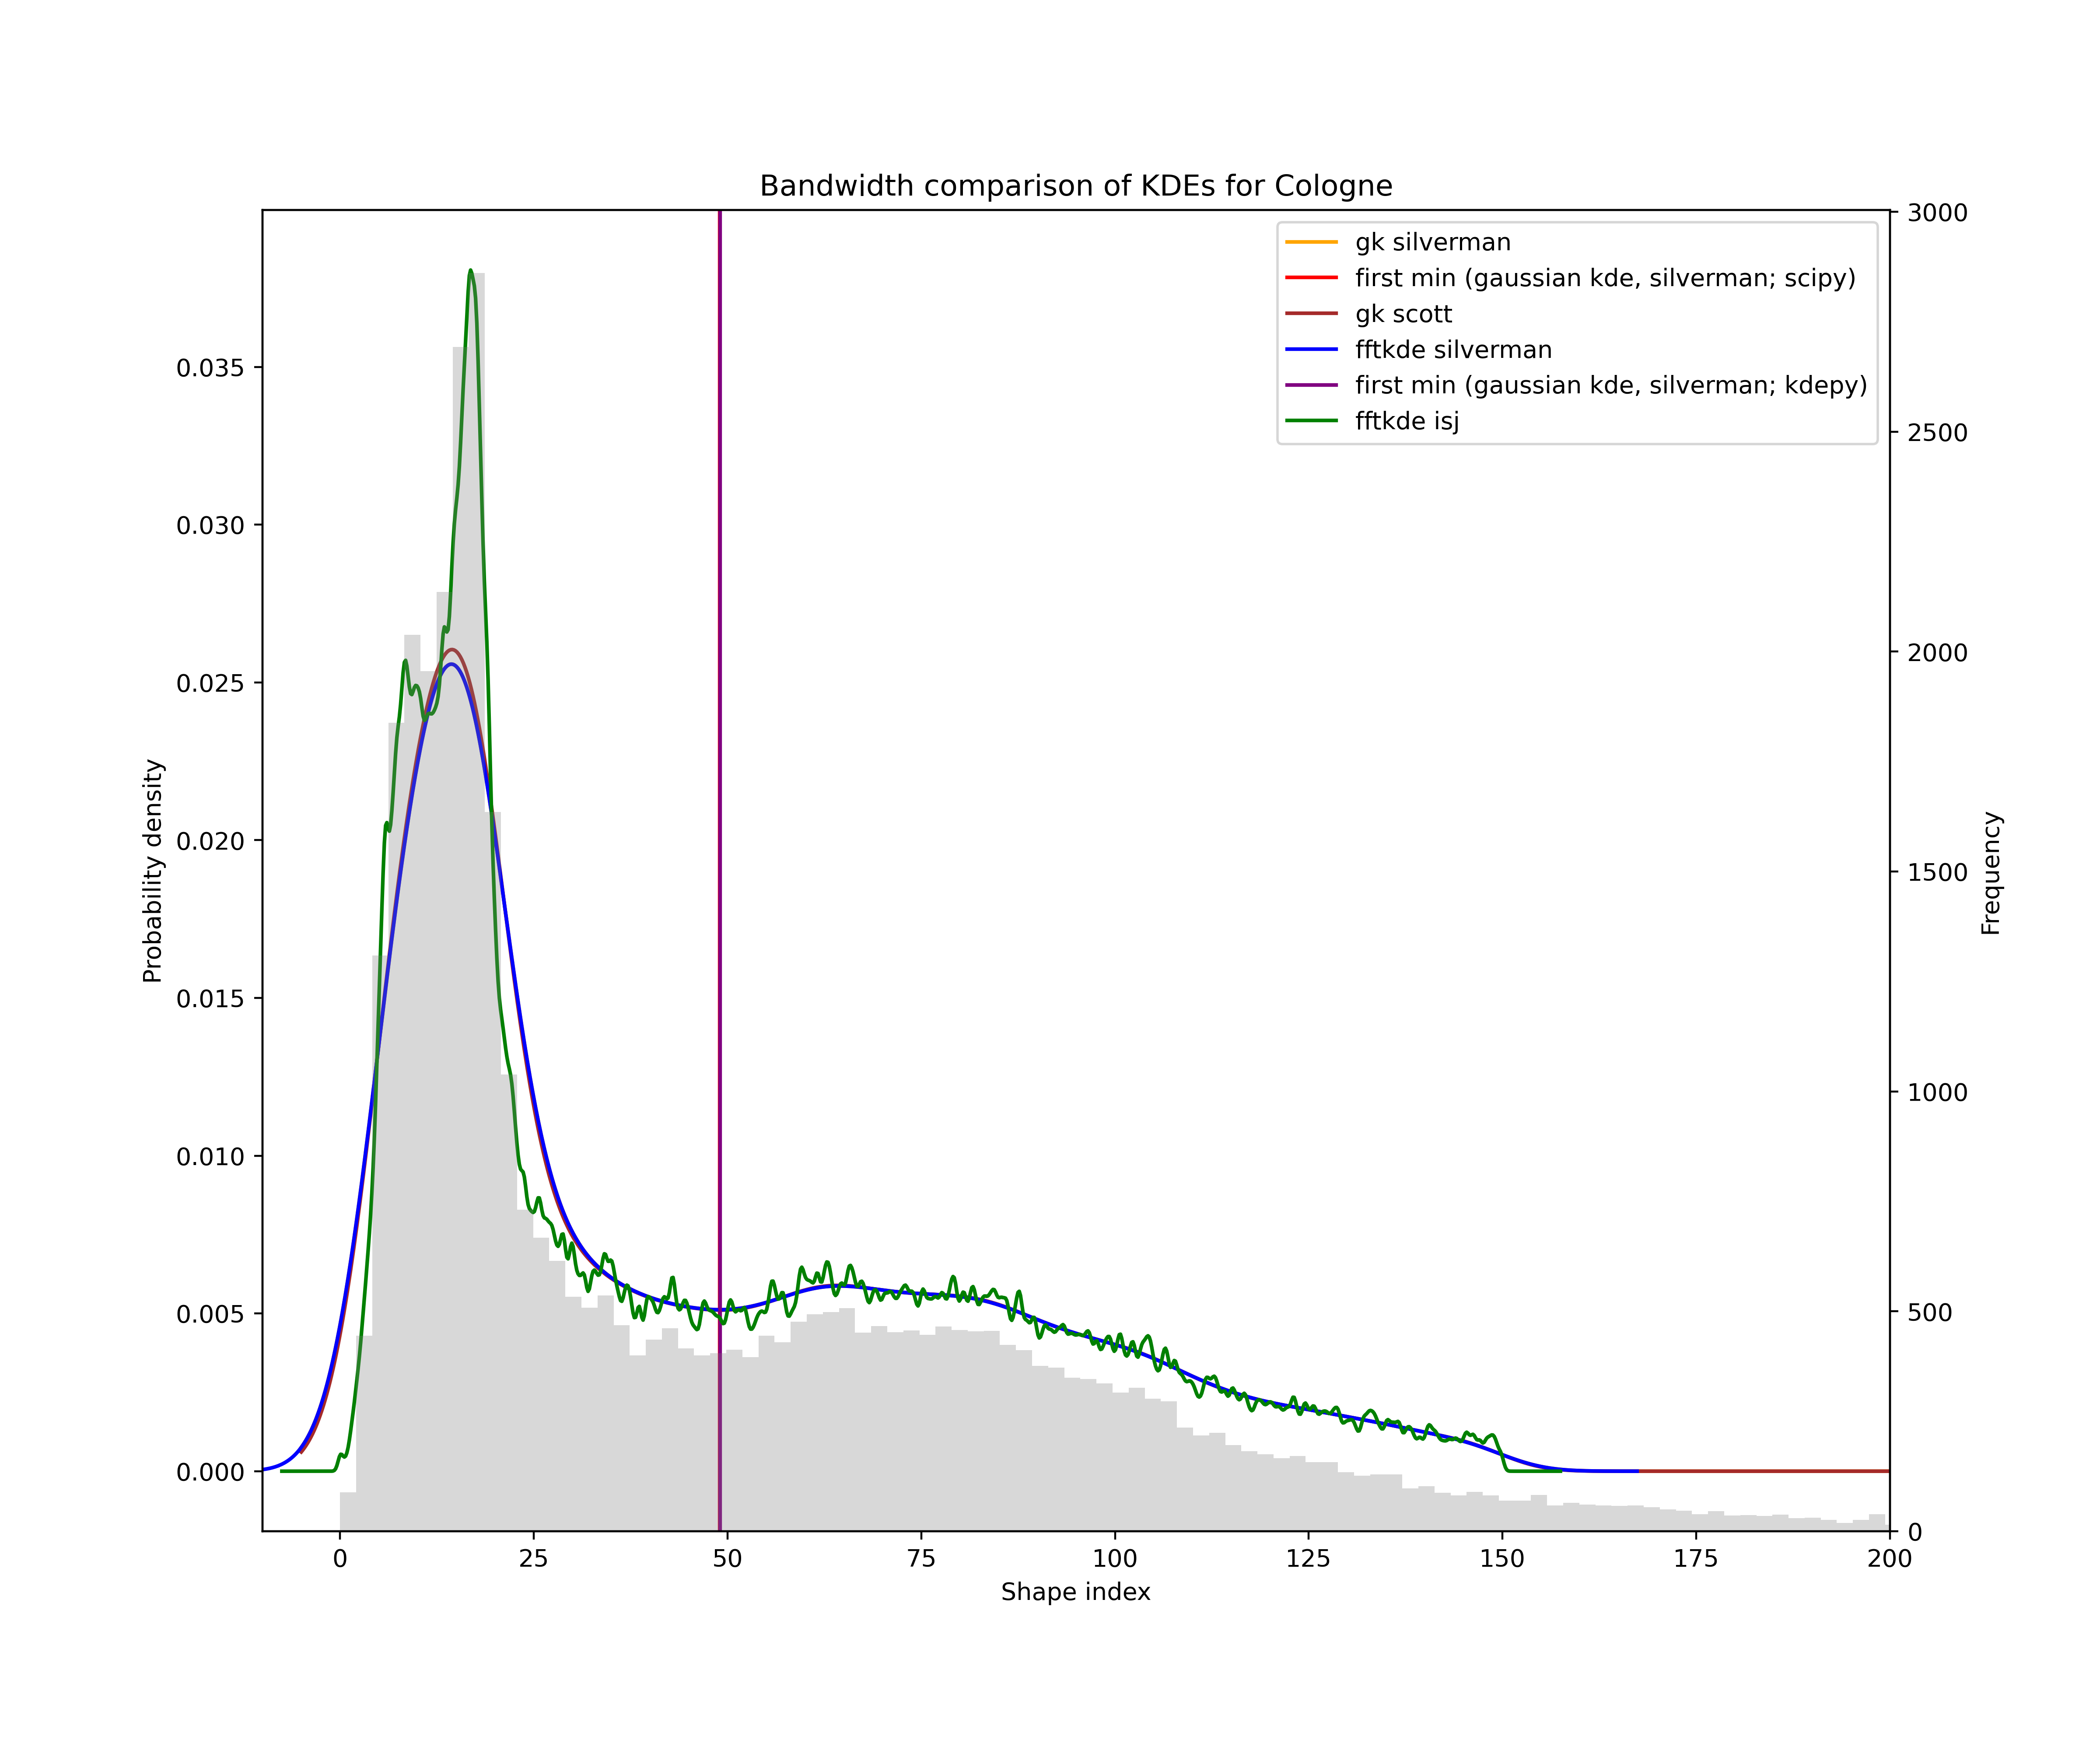 Bandwidth comparison of KDEs for Cologne
gk silverman
first min (gaussian kde, silverman; scipy)
gk scott
fftkde silverman
first min (gaussian kde, silverman; kdepy)
fftkde isj
Probability density
0.035
0.030
0.025
0.020
0.015
0.010
0.005
0.000
3000
2500
2000
1500
1000
500
0
Frequency
0 25 50 75 100 125 150 175 200
Shape index